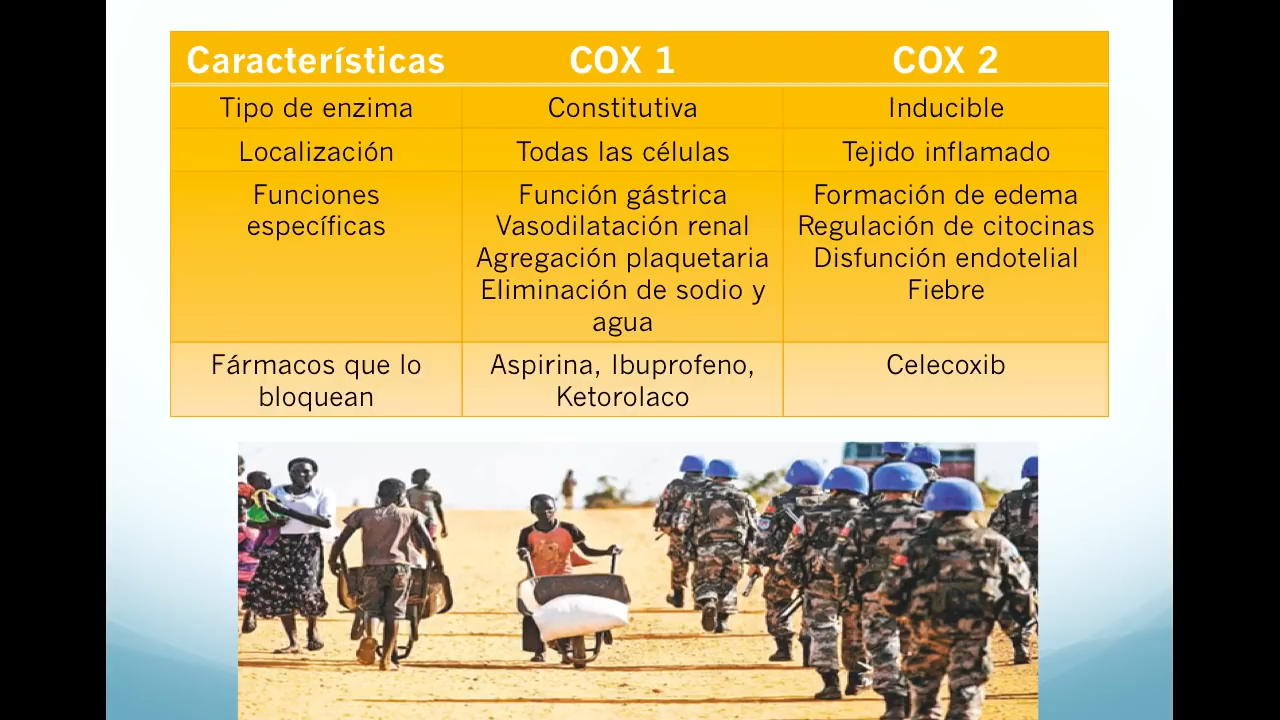 Características COX 1 COX 2
Tipo de enzima Constitutiva Inducible
Localización Todas las células Tejido inflamado
Funciones Función gástrica Formación de edema
específicas Vasodilatación renal Regulación de citocinas
Agregación plaquetaria Disfunción endotelial
Eliminación de sodio y Fiebre
agua
Fármacos que lo Aspirina, Ibuprofeno, Celecoxib
bloquean Ketorolaco